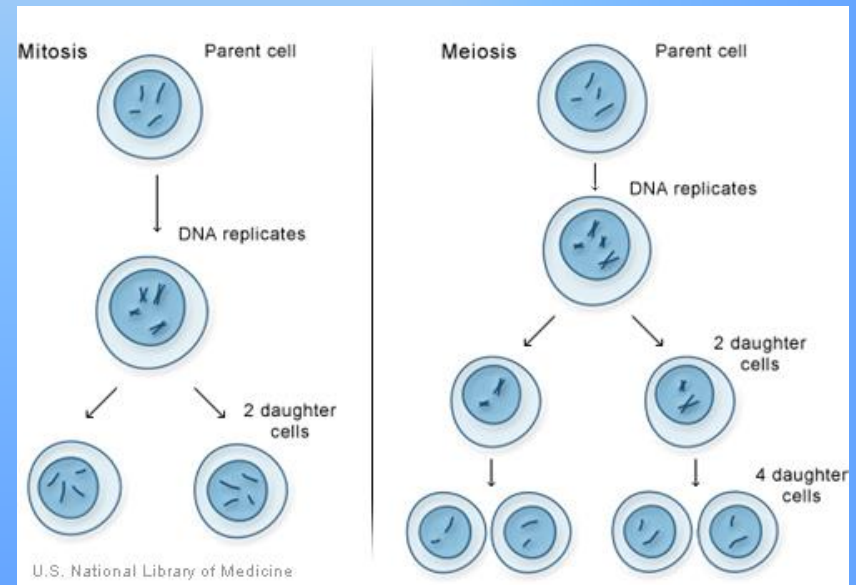 Mitosis
Parent cell
DNA replicates
2 daughter
cells
U.S. National Library of Medicine
Meiosis
Parent cell
DNA replicates
2 daughter
cells
4 daughter
cells